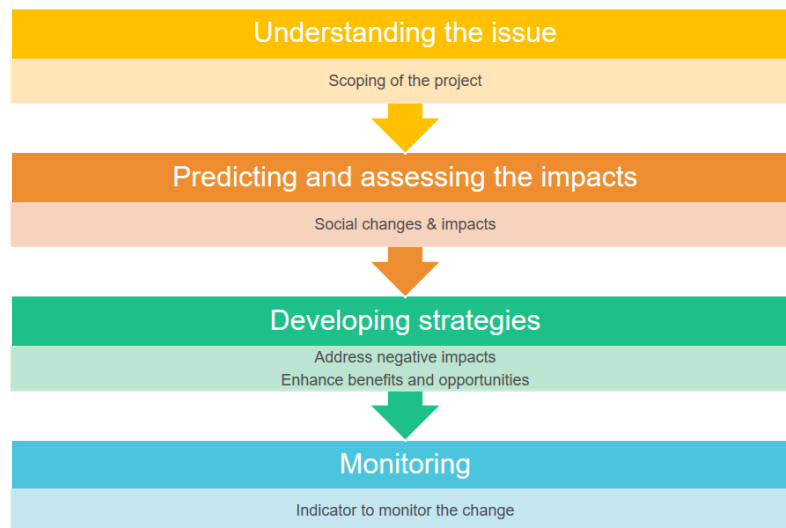 Understanding the issue
Scoping of the project
Predicting and assessing the impacts
Social changes & impacts
Developing strategies
Address negative impacts
Enhance benefits and opportunities
Monitoring
Indicator to monitor the change